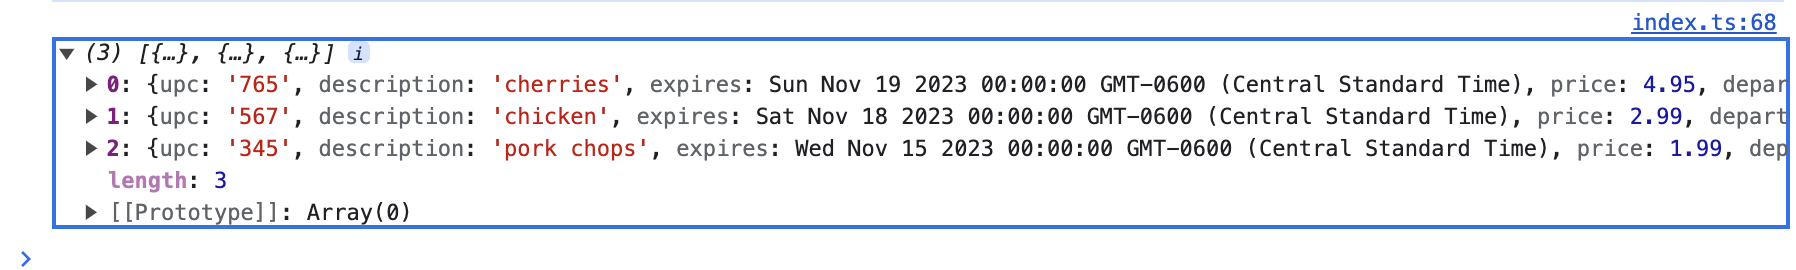 index.ts:68
(3) [{…}, {…}, {…}] i
0: {upc: '765', description: 'cherries', expires: Sun Nov 19 2023 00:00:00 GMT-0600 (Central Standard Time), price: 4.95, depar
1: {upc: '567', description: 'chicken', expires: Sat Nov 18 2023 00:00:00 GMT-0600 (Central Standard Time), price: 2.99, depart
2: {upc: '345', description: 'pork chops', expires: Wed Nov 15 2023 00:00:00 GMT-0600 (Central Standard Time), price: 1.99, dep
length: 3
[[Prototype]]: Array(0)